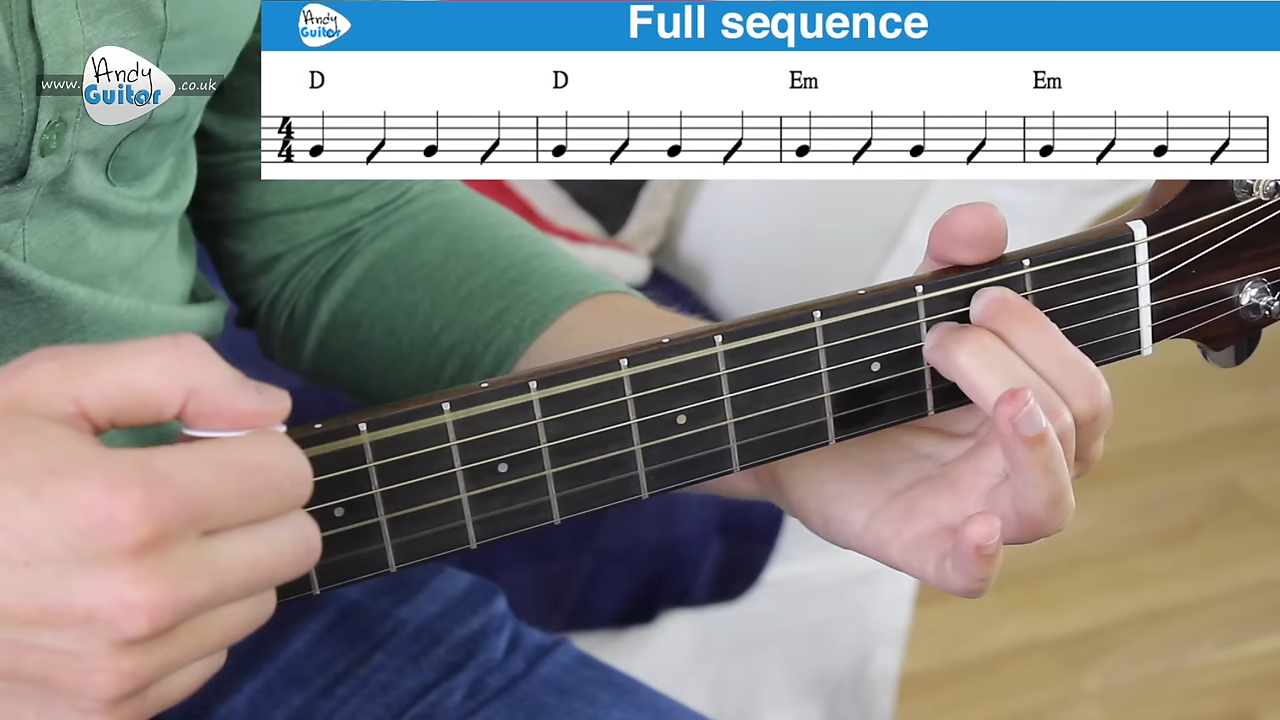 Andy
Guitar
Full sequence
www.
Andy
Guitar
.co.uk
D D Em Em
4
4